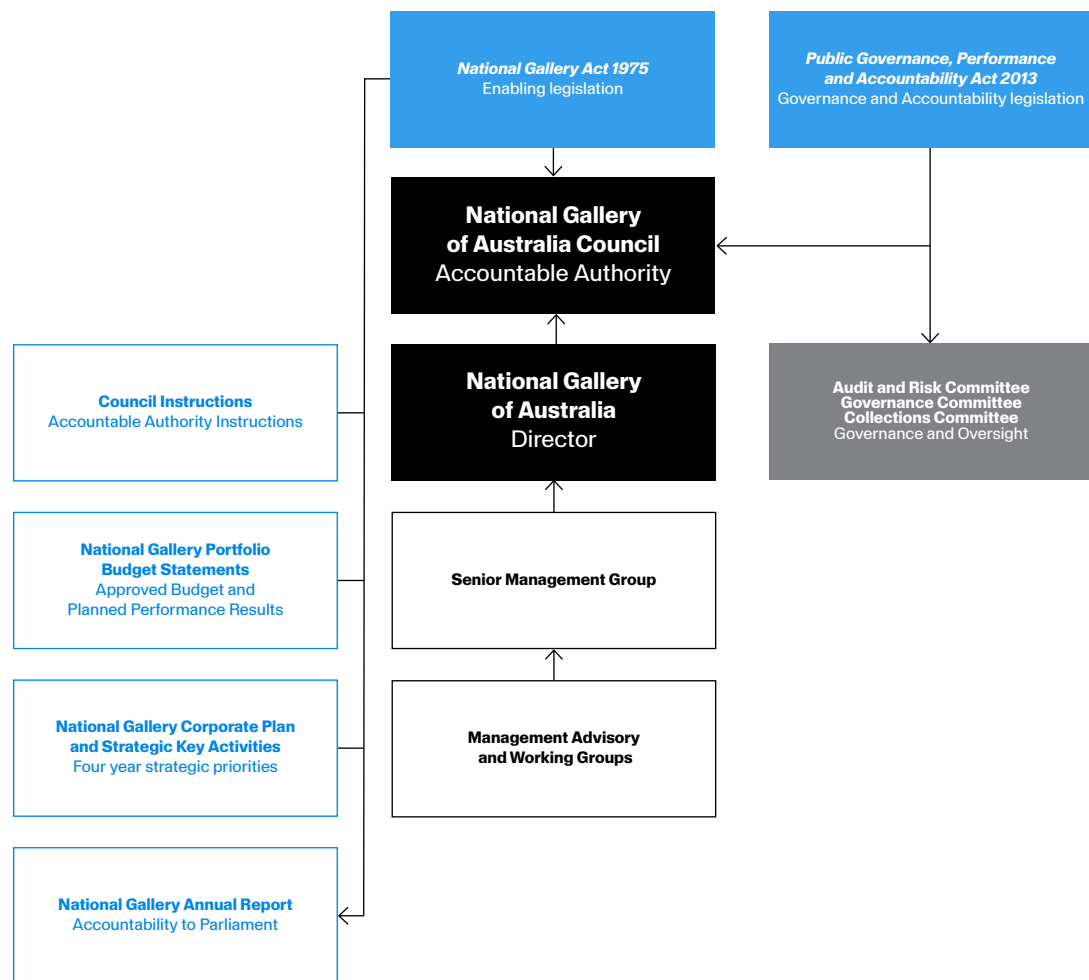 National Gallery Act 1975
Enabling legislation
Public Governance, Performance
and Accountability Act 2013
Governance and Accountability legislation
National Gallery
of Australia Council
Accountable Authority
National Gallery
of Australia
Director
Audit and Risk Committee
Governance Committee
Collections Committee
Governance and Oversight
Council Instructions
Accountable Authority Instructions
National Gallery Portfolio
Budget Statements
Approved Budget and
Planned Performance Results
Senior Management Group
National Gallery Corporate Plan
and Strategic Key Activities
Four year strategic priorities
Management Advisory
and Working Groups
National Gallery Annual Report
Accountability to Parliament